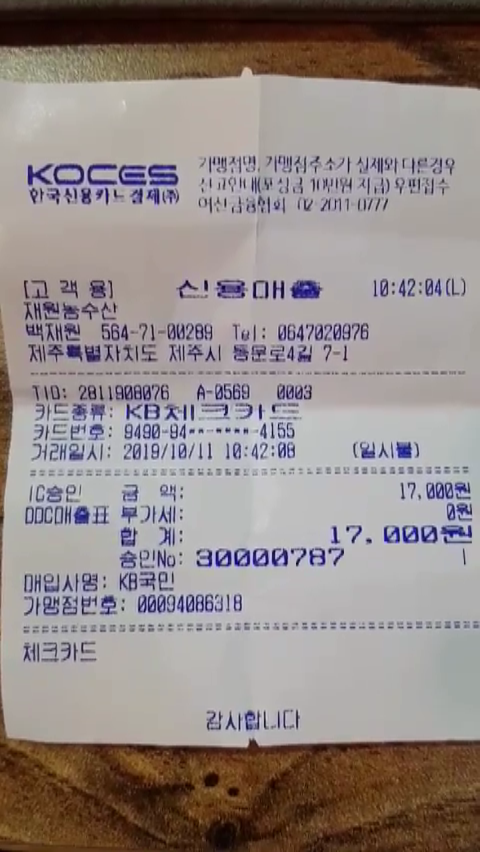 KOCES
한국신용카드결제(주)
가맹점명, 가맹점주소가 실제와 다른경우
신고안내(포상금 10만원 지급) 우편접수
여신금융협회 02-2011-0777
[고 객 용] 신용매출 10:42:04(L)
재원농수산
백재원 564-71-00289 Tel: 0647020976
제주특별자치도 제주시 동문로4길 7-1
TID: 2811908076 A-0569 0003
카드종류: KB체크카드
카드번호: 9490-94**-****-4155
거래일시: 2019/10/11 10:42:08 (일시불)
IC승인 금 액: 17,000원
DDC매출표 부가세: 0원
합 계: 17,000원
승인No: 30000787 1
매입사명: KB국민
가맹점번호: 00094086318
체크카드
감사합니다